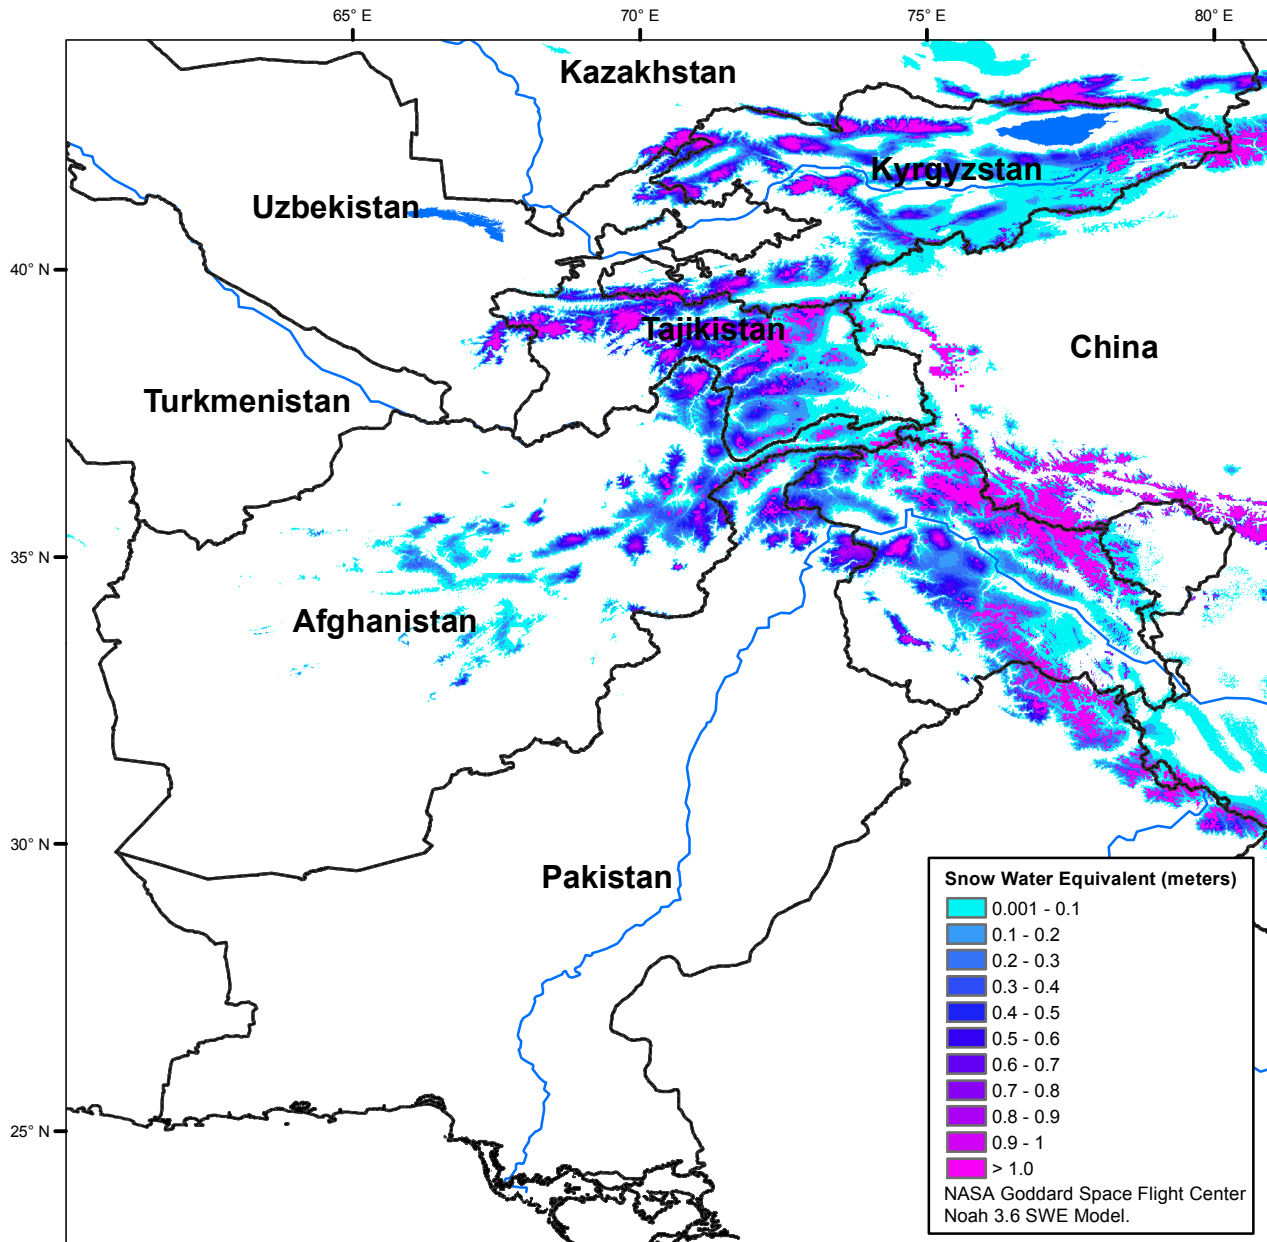 65° E
70° E
75° E
80° E
Kazakhstan
Kyrgyzstan
Uzbekistan
40° N
Tajikistan
China
Turkmenistan
35° N
Afghanistan
30° N
Pakistan
25° N
Snow Water Equivalent (meters)
0.001 - 0.1
0.1 - 0.2
0.2 - 0.3
0.3 - 0.4
0.4 - 0.5
0.5 - 0.6
0.6 - 0.7
0.7 - 0.8
0.8 - 0.9
0.9 - 1
> 1.0
NASA Goddard Space Flight Center
Noah 3.6 SWE Model.